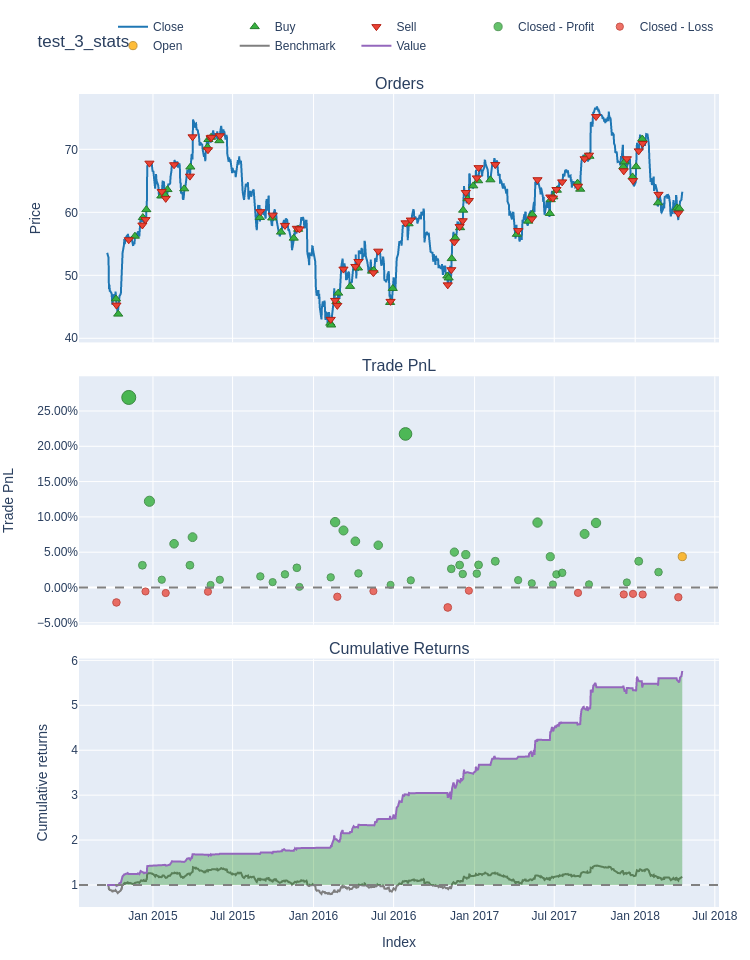 test_3_stats
Close
Buy
Sell
Closed - Profit
Closed - Loss
Open
Benchmark
Value
Orders
70
60
50
40
Price
Trade PnL
25.00%
20.00%
15.00%
10.00%
5.00%
0.00%
−5.00%
Trade PnL
Cumulative Returns
6
5
4
3
2
1
Cumulative returns
Jan 2015
Jul 2015
Jan 2016
Jul 2016
Jan 2017
Jul 2017
Jan 2018
Jul 2018
Index